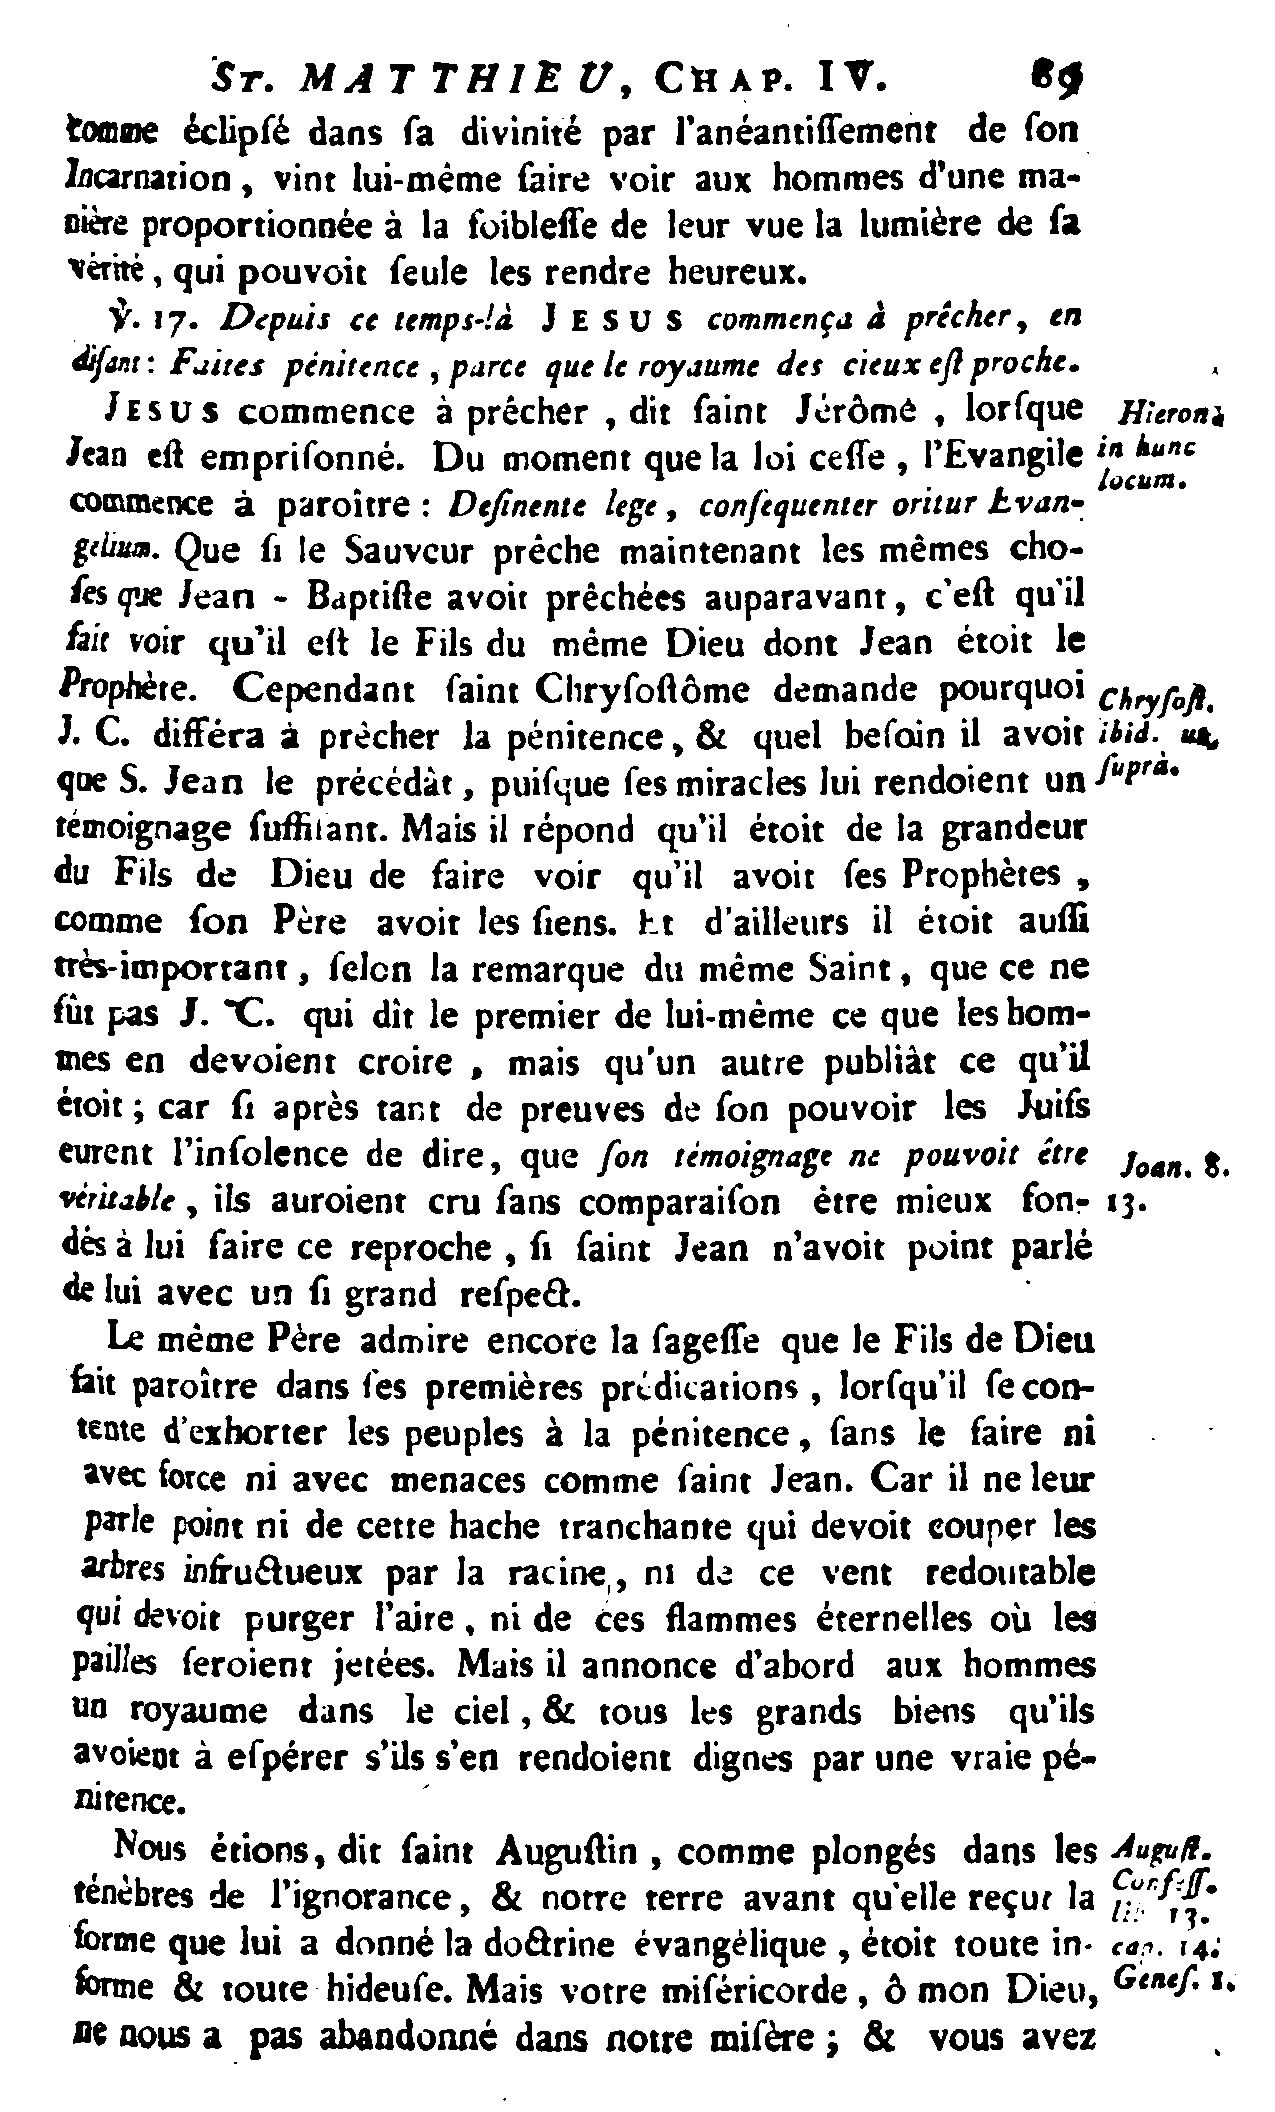 St. MATTHIEU, Chap. IV. 89
comme éclipſé dans ſa divinité par l'anéantiſſement de ſon
Incarnation, vint lui-même faire voir aux hommes d'une ma-
nière proportionnée à la foibleſſe de leur vue la lumière de ſa
vérité, qui pouvoit ſeule les rendre heureux.
℣. 17. Depuis ce temps-là JESUS commença à prêcher, en
diſant: Faites pénitence, parce que le royaume des cieux eſt proche.
JESUS commence à prêcher, dit ſaint Jérôme, lorſque
Hieron.
Jean eſt empriſonné. Du moment que la loi ceſſe, l'Evangile
in hunc
locum.
commence à paroître: Deſinente lege, conſequenter oritur Evan-
gelium. Que ſi le Sauveur prêche maintenant les mêmes cho-
ſes que Jean-Baptiſte avoit prêchées auparavant, c'eſt qu'il
fait voir qu'il eſt le Fils du même Dieu dont Jean étoit le
Prophète. Cependant ſaint Chryſoſtôme demande pourquoi
Chryſoſt.
J. C. différa à prêcher la pénitence, & quel beſoin il avoit
ibid. ut
que S. Jean le précédât, puiſque ſes miracles lui rendoient un
ſuprà.
témoignage ſuffiſant. Mais il répond qu'il étoit de la grandeur
du Fils de Dieu de faire voir qu'il avoit ſes Prophètes,
comme ſon Père avoit les ſiens. Et d'ailleurs il étoit auſſi
très-important, ſelon la remarque du même Saint, que ce ne
fût pas J. C. qui dît le premier de lui-même ce que les hom-
mes en devoient croire, mais qu'un autre publiât ce qu'il
étoit; car ſi après tant de preuves de ſon pouvoir les Juifs
eurent l'inſolence de dire, que ſon témoignage ne pouvoit être
Joan. 8.
véritable, ils auroient cru ſans comparaiſon être mieux fon-
13.
dés à lui faire ce reproche, ſi ſaint Jean n'avoit point parlé
de lui avec un ſi grand reſpect.
Le même Père admire encore la ſageſſe que le Fils de Dieu
fait paroître dans ſes premières prédications, lorſqu'il ſe con-
tente d'exhorter les peuples à la pénitence, ſans le faire ni
avec force ni avec menaces comme ſaint Jean. Car il ne leur
parle point ni de cette hache tranchante qui devoit couper les
arbres infructueux par la racine, ni de ce vent redoutable
qui devoit purger l'aire, ni de ces flammes éternelles où les
pailles ſeroient jetées. Mais il annonce d'abord aux hommes
un royaume dans le ciel, & tous les grands biens qu'ils
avoient à eſpérer s'ils s'en rendoient dignes par une vraie pé-
nitence.
Nous étions, dit ſaint Auguſtin, comme plongés dans les
Auguſt.
ténèbres de l'ignorance, & notre terre avant qu'elle reçut la
Confeſſ.
lib. 13.
forme que lui a donné la doctrine évangélique, étoit toute in-
cap. 14.
forme & toute hideuſe. Mais votre miſéricorde, ô mon Dieu,
Geneſ. 1.
ne nous a pas abandonné dans notre miſère; & vous avez